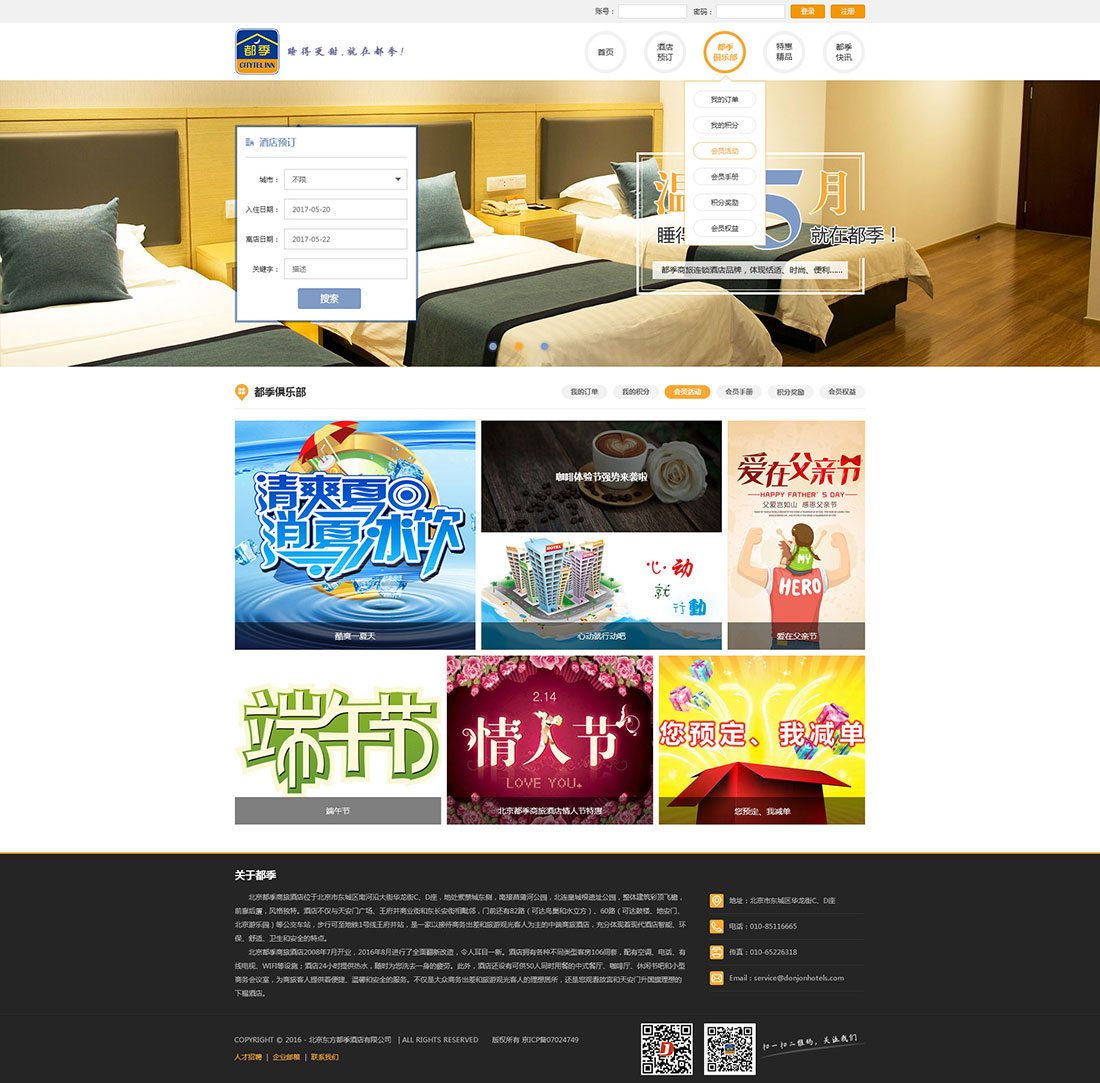 账号：
密码：
登录
注册
都季
CITYTEL INN
睡得更甜,就在都季!
首页
酒店
预订
都季
俱乐部
特惠
精品
都季
快讯
我的订单
我的积分
会员活动
会员手册
积分奖励
会员权益
酒店预订
城市：
不限
入住日期：
2017-05-20
离店日期：
2017-05-22
关键字：
描述
搜索
温
5
月
睡得
就在都季！
都季商旅连锁酒店品牌，体现恬适、时尚、便利......
都季俱乐部
我的订单
我的积分
会员活动
会员手册
积分奖励
会员权益
清爽夏日
消夏冰饮
酷爽一夏天
咖啡体验节强势来袭啦
HOTEL
心动
就
行動
心动就行动吧
爱在父亲节
HAPPY FATHER'S DAY
父爱岂如山 感恩父亲节
MY
HERO
爱在父亲节
端午节
端午节
2.14
情人节
LOVE YOU
北京都季商旅酒店情人节特惠
您预定、我减单
您预定、我减单
关于都季
北京都季商旅酒店位于北京市东城区南河沿大街华龙街C、D座，地处紫禁城东侧，南接菖蒲河公园，北连皇城根遗址公园，整体建筑彩顶飞檐，
前廊后厦，风格独特。酒店不仅与天安门广场、王府井商业街和东长安街相毗邻，门前还有82路（可达鸟巢和水立方）、60路（可达鼓楼、地安门、
北京游乐园）等公交车站，步行可至地铁1号线王府井站，是一家以接待商务出差和旅游观光客人为主的中端商旅酒店，充分体现着现代酒店智能、环
保、舒适、卫生和安全的特点。
北京都季商旅酒店2008年7月开业，2016年8月进行了全面翻新改造，令人耳目一新。酒店拥有各种不同类型客房106间套，配有空调、电话、有
线电视、WIFI等设施；酒店24小时提供热水，随时为您洗去一身的疲劳。此外，酒店还设有可供50人同时用餐的中式餐厅、咖啡厅、休闲书吧和小型
商务会议室，为商旅客人提供着便捷、温馨和安全的服务。不仅是大众商务出差和旅游观光客人的理想居所，还是您观看故宫和天安门升国旗理想的
下榻酒店。
地址：北京市东城区华龙街C、D座
电话：010-85116665
传真：010-65226318
Email：service@donjonhotels.com
COPYRIGHT © 2016 - 北京东方都季酒店有限公司 | ALL RIGHTS RESERVED 版权所有 京ICP备07024749
人才招聘 | 企业邮箱 | 联系我们
扫一扫二维码，关注我们